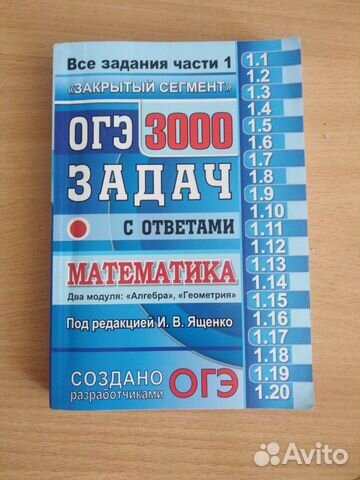 Все задания части 1
«ЗАКРЫТЫЙ СЕГМЕНТ»
ОГЭ 3000
ЗАДАЧ
С ОТВЕТАМИ
МАТЕМАТИКА
Два модуля: «Алгебра», «Геометрия»
Под редакцией И. В. Ященко
СОЗДАНО
разработчиками ОГЭ
1.1
1.2
1.3
1.4
1.5
1.6
1.7
1.8
1.9
1.10
1.11
1.12
1.13
1.14
1.15
1.16
1.17
1.18
1.19
1.20
Avito